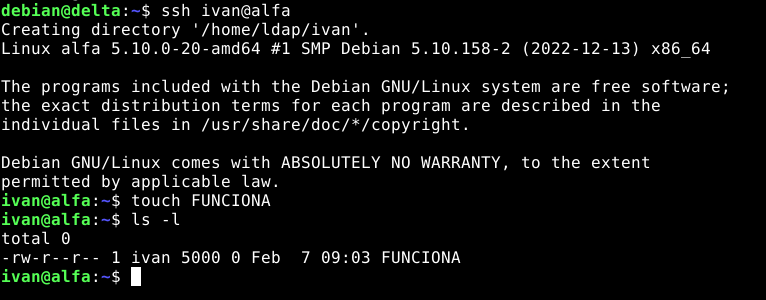 debian@delta:~$ ssh ivan@alfa
Creating directory '/home/ldap/ivan'.
Linux alfa 5.10.0-20-amd64 #1 SMP Debian 5.10.158-2 (2022-12-13) x86_64
The programs included with the Debian GNU/Linux system are free software;
the exact distribution terms for each program are described in the
individual files in /usr/share/doc/*/copyright.
Debian GNU/Linux comes with ABSOLUTELY NO WARRANTY, to the extent
permitted by applicable law.
ivan@alfa:~$ touch FUNCIONA
ivan@alfa:~$ ls -l
total 0
-rw-r--r-- 1 ivan 5000 0 Feb  7 09:03 FUNCIONA
ivan@alfa:~$